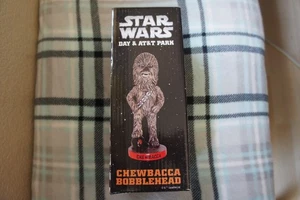 STAR
WARS
DAY @ AT&T PARK
CHEWBACCA
BOBBLEHEAD